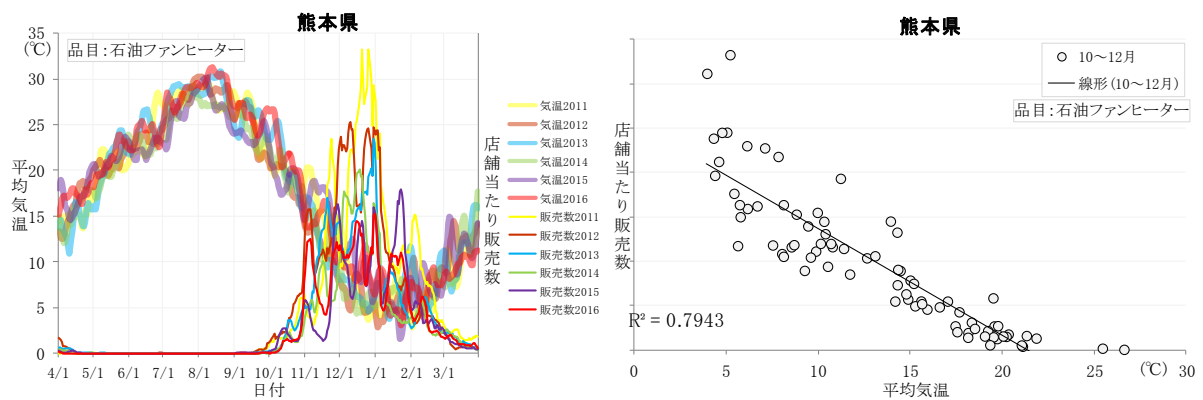 熊本県
35
(℃)
品目:石油ファンヒーター
30
25
20
15
10
5
0
平均気温
4/1 5/1 6/1 7/1 8/1 9/1 10/1 11/1 12/1 1/1 2/1 3/1
日付
店舗当たり販売数
気温2011
気温2012
気温2013
気温2014
気温2015
気温2016
販売数2011
販売数2012
販売数2013
販売数2014
販売数2015
販売数2016
熊本県
10～12月
線形(10～12月)
品目:石油ファンヒーター
店舗当たり販売数
R² = 0.7943
0 5 10 15 20 25 30
(℃)
平均気温